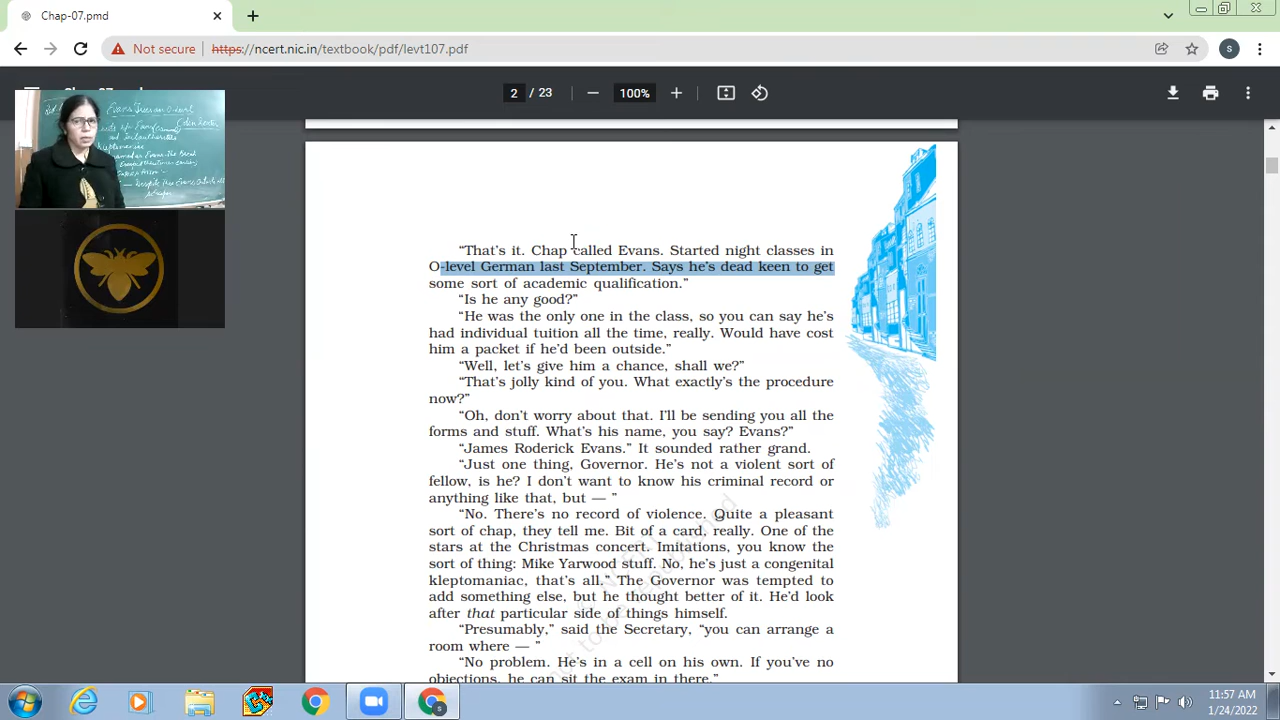 Chap-07.pmd
Not secure
https://ncert.nic.in/textbook/pdf/levt107.pdf
S
2 / 23
100%
and
“That’s it. Chap called Evans. Started night classes in
O-level German last September. Says he’s dead keen to get
some sort of academic qualification.”
“Is he any good?”
“He was the only one in the class, so you can say he’s
had individual tuition all the time, really. Would have cost
him a packet if he’d been outside.”
“Well, let’s give him a chance, shall we?”
“That’s jolly kind of you. What exactly’s the procedure
now?”
“Oh, don’t worry about that. I’ll be sending you all the
forms and stuff. What’s his name, you say? Evans?”
“James Roderick Evans.” It sounded rather grand.
“Just one thing, Governor. He’s not a violent sort of
fellow, is he? I don’t want to know his criminal record or
anything like that, but — ”
“No. There’s no record of violence. Quite a pleasant
sort of chap, they tell me. Bit of a card, really. One of the
stars at the Christmas concert. Imitations, you know the
sort of thing: Mike Yarwood stuff. No, he’s just a congenital
kleptomaniac, that’s all.” The Governor was tempted to
add something else, but he thought better of it. He’d look
after that particular side of things himself.
“Presumably,” said the Secretary, “you can arrange a
room where — ”
“No problem. He’s in a cell on his own. If you’ve no
objections, he can sit the exam in there.”
11:57 AM
1/24/2022